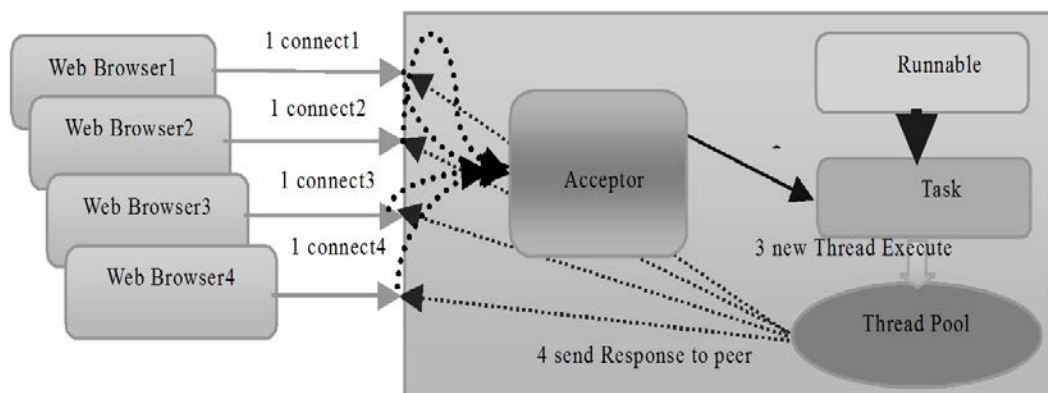 1 connect1
Web Browser1
Runnable
1 connect2
Web Browser2
1 connect3
Acceptor
Task
Web Browser3
1 connect4
3 new Thread Execute
Web Browser4
Thread Pool
4 send Response to peer